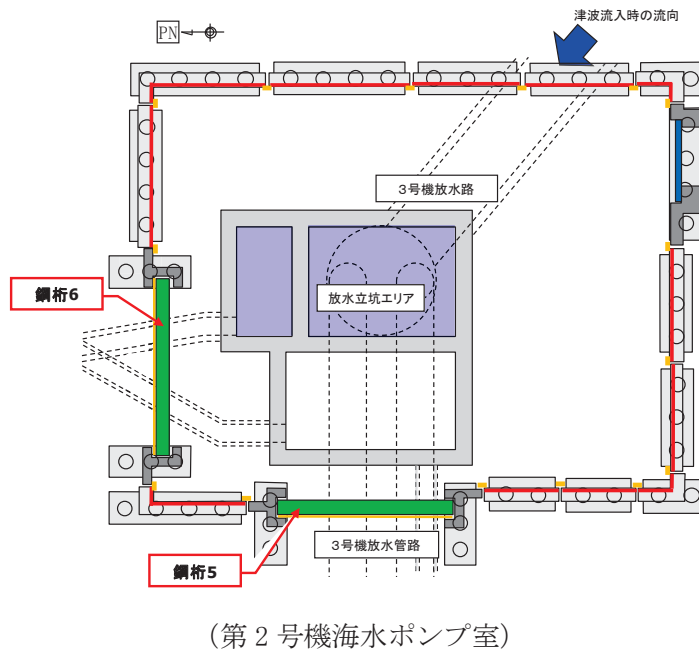 津波流入時の流向
PN
3号機放水路
鋼桁6
放水立坑エリア
3号機放水管路
鋼桁5
(第2号機海水ポンプ室)